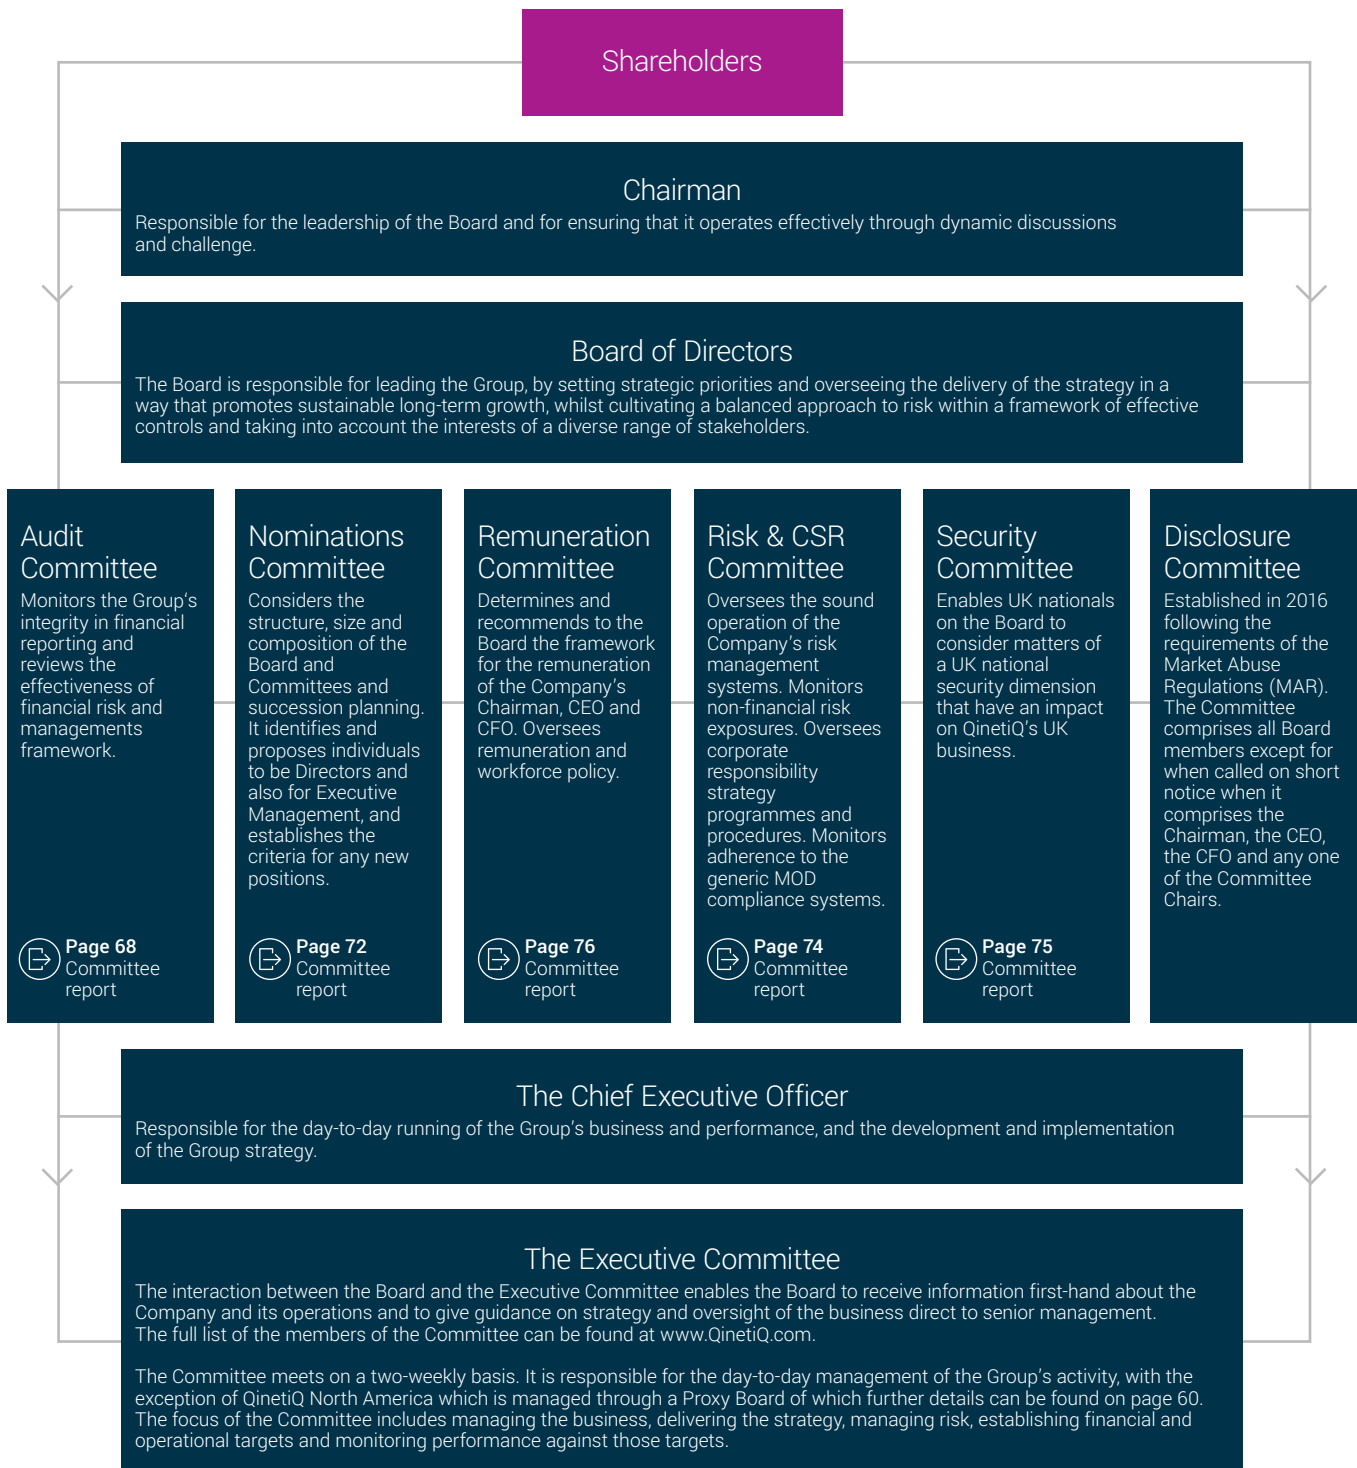 Shareholders
Chairman
Responsible for the leadership of the Board and for ensuring that it operates effectively through dynamic discussions
and challenge.
Board of Directors
The Board is responsible for leading the Group, by setting strategic priorities and overseeing the delivery of the strategy in a
way that promotes sustainable long-term growth, whilst cultivating a balanced approach to risk within a framework of effective
controls and taking into account the interests of a diverse range of stakeholders.
Audit
Committee
Monitors the Group‘s
integrity in financial
reporting and
reviews the
effectiveness of
financial risk and
managements
framework.
Page 68
Committee
report
Nominations
Committee
Considers the
structure, size and
composition of the
Board and
Committees and
succession planning.
It identifies and
proposes individuals
to be Directors and
also for Executive
Management, and
establishes the
criteria for any new
positions.
Page 72
Committee
report
Remuneration
Committee
Determines and
recommends to the
Board the framework
for the remuneration
of the Company’s
Chairman, CEO and
CFO. Oversees
remuneration and
workforce policy.
Page 76
Committee
report
Risk & CSR
Committee
Oversees the sound
operation of the
Company’s risk
management
systems. Monitors
non-financial risk
exposures. Oversees
corporate
responsibility
strategy
programmes and
procedures. Monitors
adherence to the
generic MOD
compliance systems.
Page 74
Committee
report
Security
Committee
Enables UK nationals
on the Board to
consider matters of
a UK national
security dimension
that have an impact
on QinetiQ’s UK
business.
Page 75
Committee
report
Disclosure
Committee
Established in 2016
following the
requirements of the
Market Abuse
Regulations (MAR).
The Committee
comprises all Board
members except for
when called on short
notice when it
comprises the
Chairman, the CEO,
the CFO and any one
of the Committee
Chairs.
The Chief Executive Officer
Responsible for the day-to-day running of the Group’s business and performance, and the development and implementation
of the Group strategy.
The Executive Committee
The interaction between the Board and the Executive Committee enables the Board to receive information first-hand about the
Company and its operations and to give guidance on strategy and oversight of the business direct to senior management.
The full list of the members of the Committee can be found at www.QinetiQ.com.
The Committee meets on a two-weekly basis. It is responsible for the day-to-day management of the Group’s activity, with the
exception of QinetiQ North America which is managed through a Proxy Board of which further details can be found on page 60.
The focus of the Committee includes managing the business, delivering the strategy, managing risk, establishing financial and
operational targets and monitoring performance against those targets.